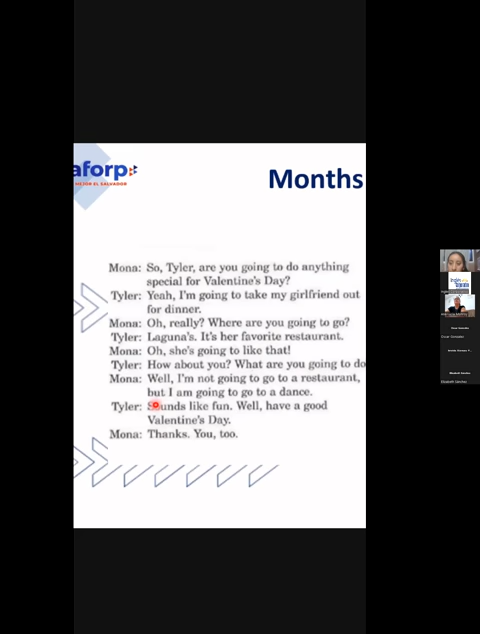 aforp
MEJOR EL SALVADOR
Months
Mona: So, Tyler, are you going to do anything
special for Valentine's Day?
Tyler: Yeah, I'm going to take my girlfriend out
for dinner.
Mona: Oh, really? Where are you going to go?
Tyler: Laguna's. It's her favorite restaurant.
Mona: Oh, she's going to like that!
Tyler: How about you? What are you going to do
Mona: Well, I'm not going to go to a restaurant,
but I am going to go to a dance.
Tyler: Sounds like fun. Well, have a good
Valentine's Day.
Mona: Thanks. You, too.